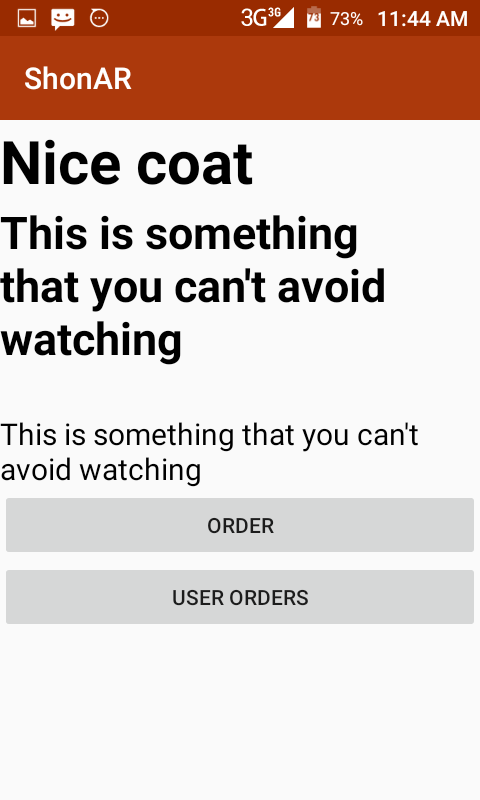 3G 3G 73 73% 11:44 AM
ShonAR
Nice coat
This is something
that you can't avoid
watching
This is something that you can't
avoid watching
ORDER
USER ORDERS